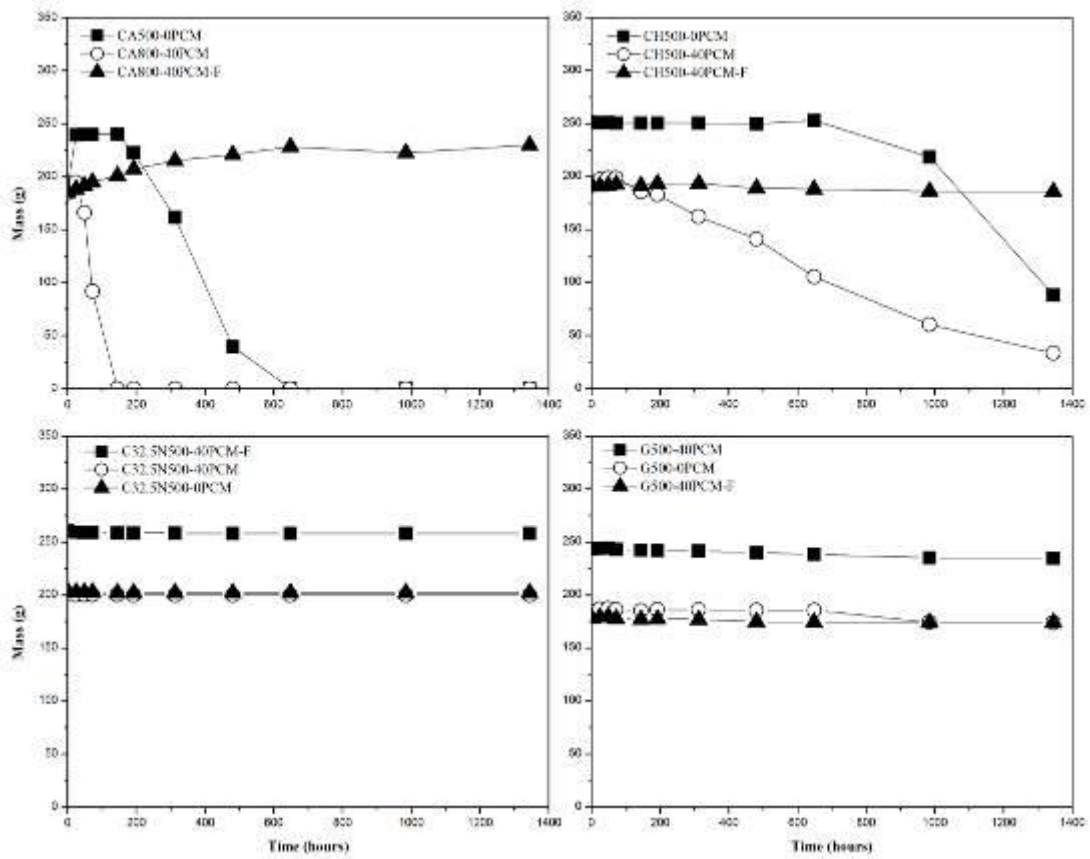 350
300
250
200
150
100
50
0
Mass (g)
CA500-0PCM
CA800-40PCM
CA800-40PCM-F
0 200 400 600 800 1000 1200 1400
350
300
250
200
150
100
50
0
CH500-0PCM
CH500-40PCM
CH500-40PCM-F
0 200 400 600 800 1000 1200 1400
350
300
250
200
150
100
50
0
Mass (g)
C32.5N500-40PCM-F
C32.5N500-40PCM
C32.5N500-0PCM
0 200 400 600 800 1000 1200 1400
Time (hours)
350
300
250
200
150
100
50
0
G500-40PCM
G500-0PCM
G500-40PCM-F
0 200 400 600 800 1000 1200 1400
Time (hours)